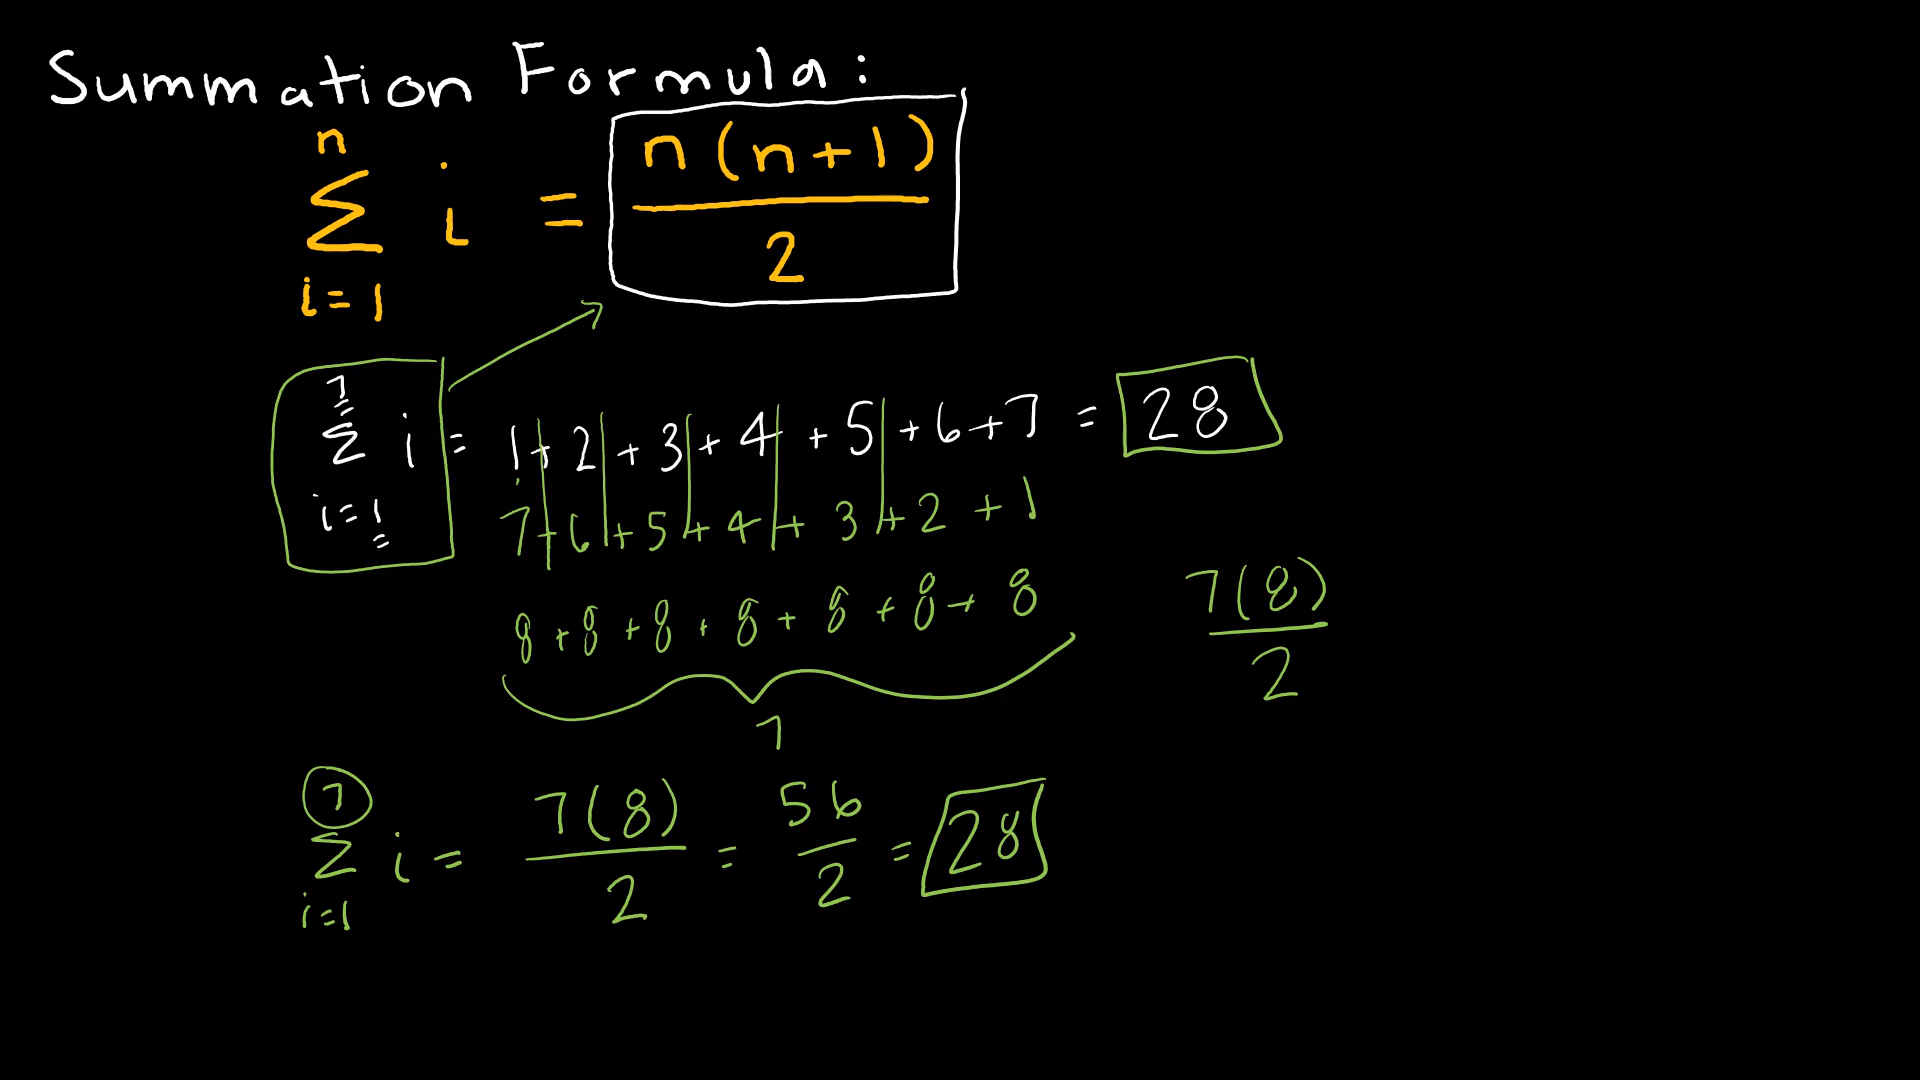 Summation Formula:
n
∑ i = n(n+1)
2
i=1
7
∑ i = 1+2+3+4+5+6+7 = 28
i=1
7+6+5+4+3+2+1
8+8+8+8+8+8+8
7(8)
2
7
7
∑ i = 7(8)/2 = 56/2 = 28
i=1